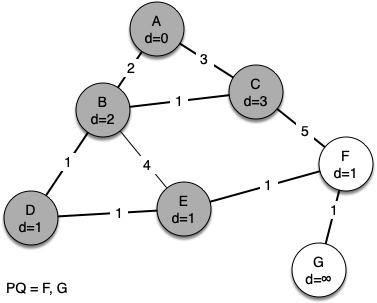 A
d=0
2
3
C
d=3
B
d=2
1
5
1
4
F
d=1
1
E
d=1
D
d=1
1
1
G
d=∞
PQ = F, G